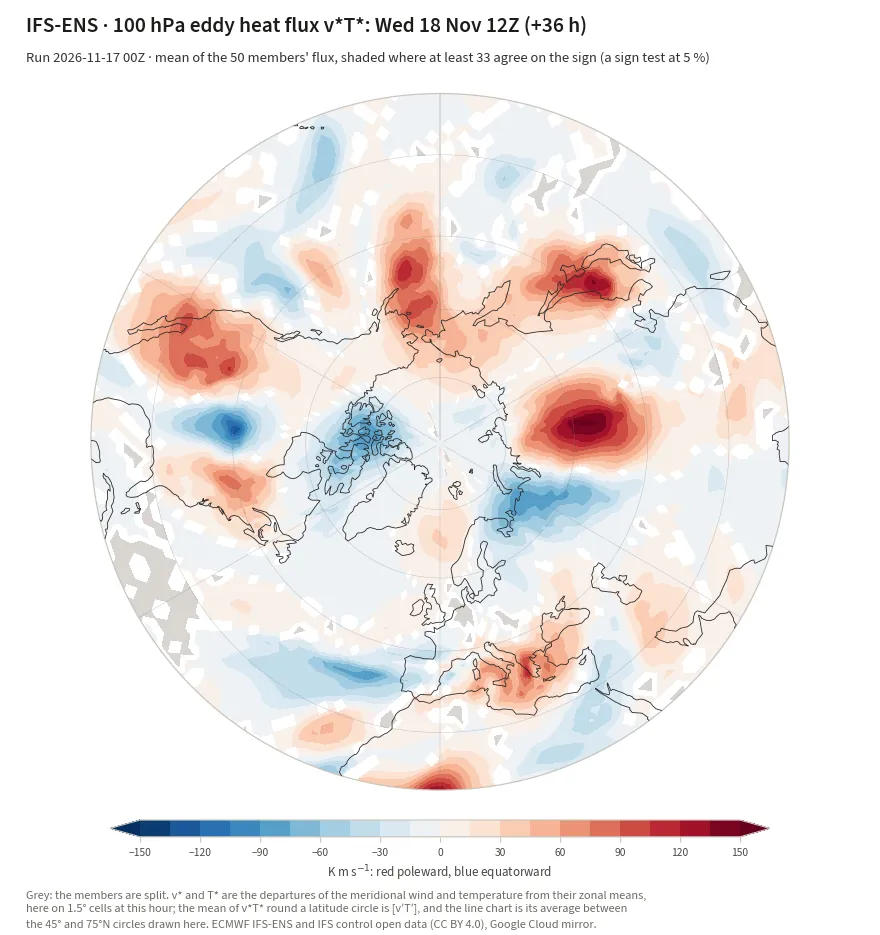 IFS-ENS · 100 hPa eddy heat flux v*T*: Wed 18 Nov 12Z (+36 h)
Run 2026-11-17 00Z · mean of the 50 members' flux, shaded where at least 33 agree on the sign (a sign test at 5 %)
−150 −120 −90 −60 −30 0 30 60 90 120 150
K m s⁻¹: red poleward, blue equatorward
Grey: the members are split. v* and T* are the departures of the meridional wind and temperature from their zonal means,
here on 1.5° cells at this hour; the mean of v*T* round a latitude circle is [v'T'], and the line chart is its average between
the 45° and 75°N circles drawn here. ECMWF IFS-ENS and IFS control open data (CC BY 4.0), Google Cloud mirror.